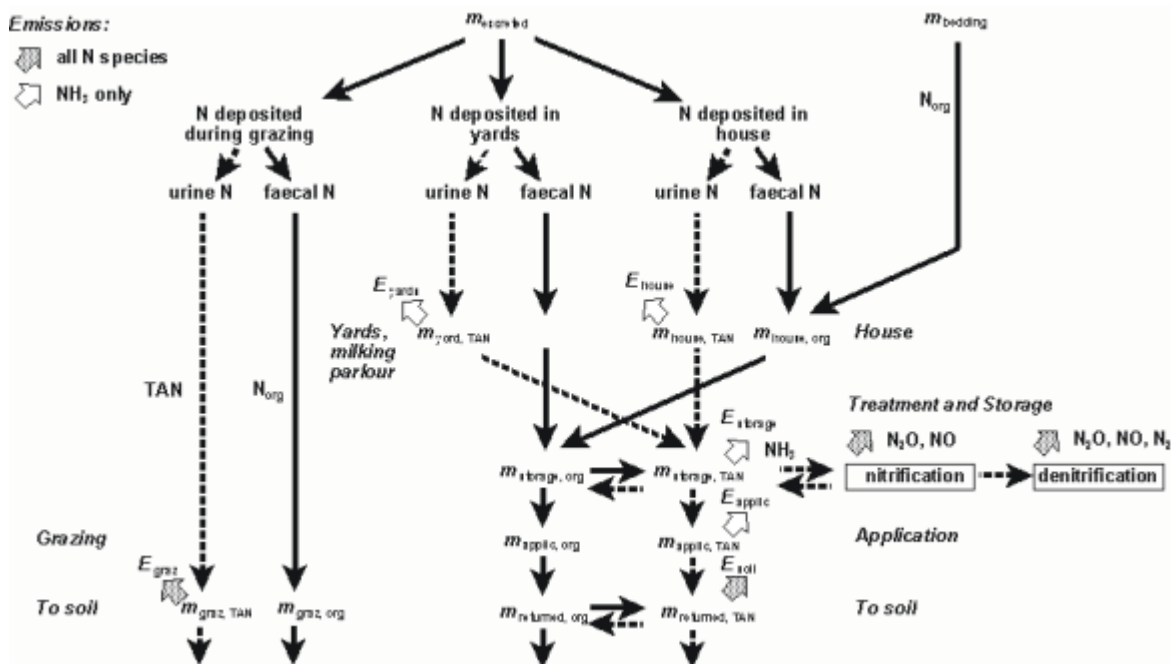 Emissions:
all N species
NH3 only
m excreted
m bedding
Norg
N deposited during grazing
N deposited in yards
N deposited in house
urine N
faecal N
urine N
faecal N
urine N
faecal N
E yards
E house
Yards, milking parlour
m yard, TAN
m house, TAN
m house, org
House
TAN
Norg
E storage
NH3
Treatment and Storage
N2O, NO
N2O, NO, N2
m storage, org
m storage, TAN
nitrification
denitrification
E applic
Grazing
m applic, org
m applic, TAN
Application
E graz
E soil
To soil
m graz, TAN
m graz, org
m returned, org
m returned, TAN
To soil